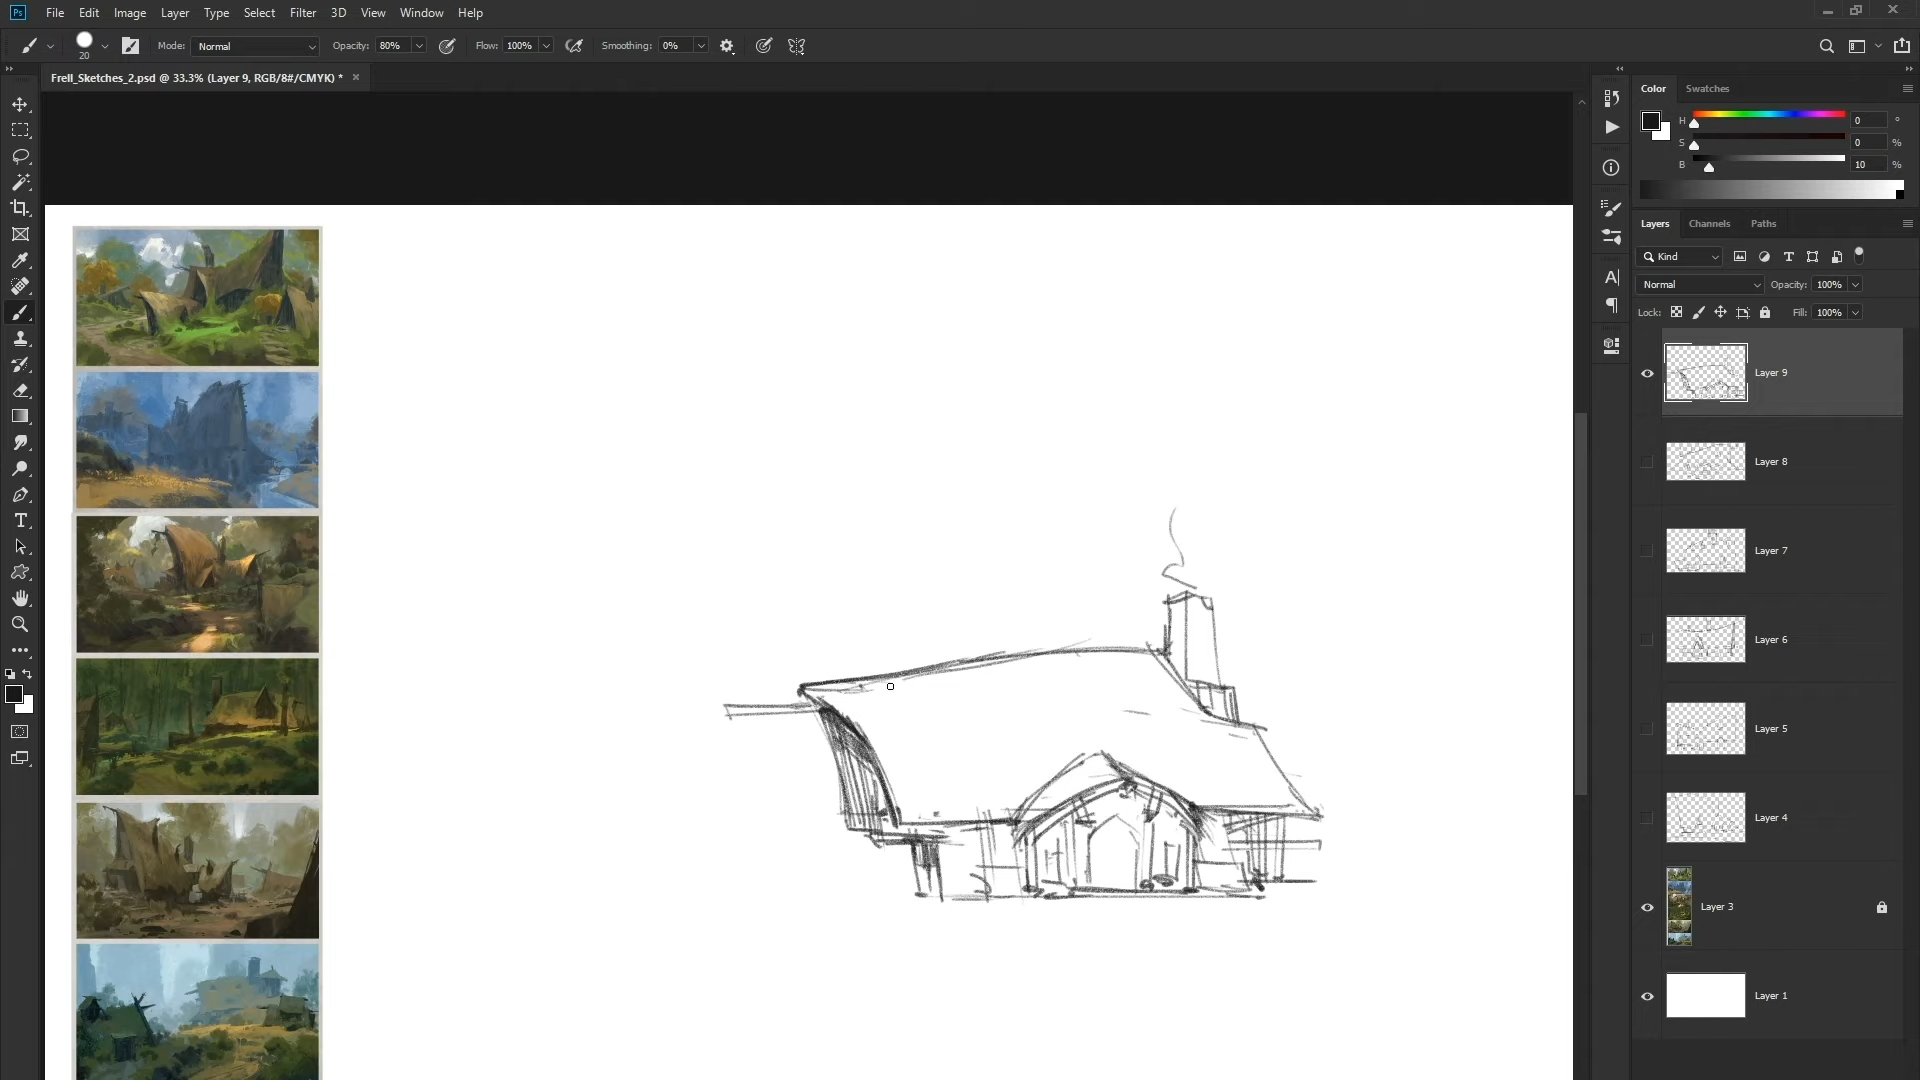 Ps File Edit Image Layer Type Select Filter 3D View Window Help
20 Mode: Normal Opacity: 80% Flow: 100% Smoothing: 0%
Frell_Sketches_2.psd @ 33.3% (Layer 9, RGB/8#/CMYK) *
Color Swatches
H 0 °
S 0 %
B 10 %
Layers Channels Paths
Kind
Normal Opacity: 100%
Lock: Fill: 100%
Layer 9
Layer 8
Layer 7
Layer 6
Layer 5
Layer 4
Layer 3
Layer 1